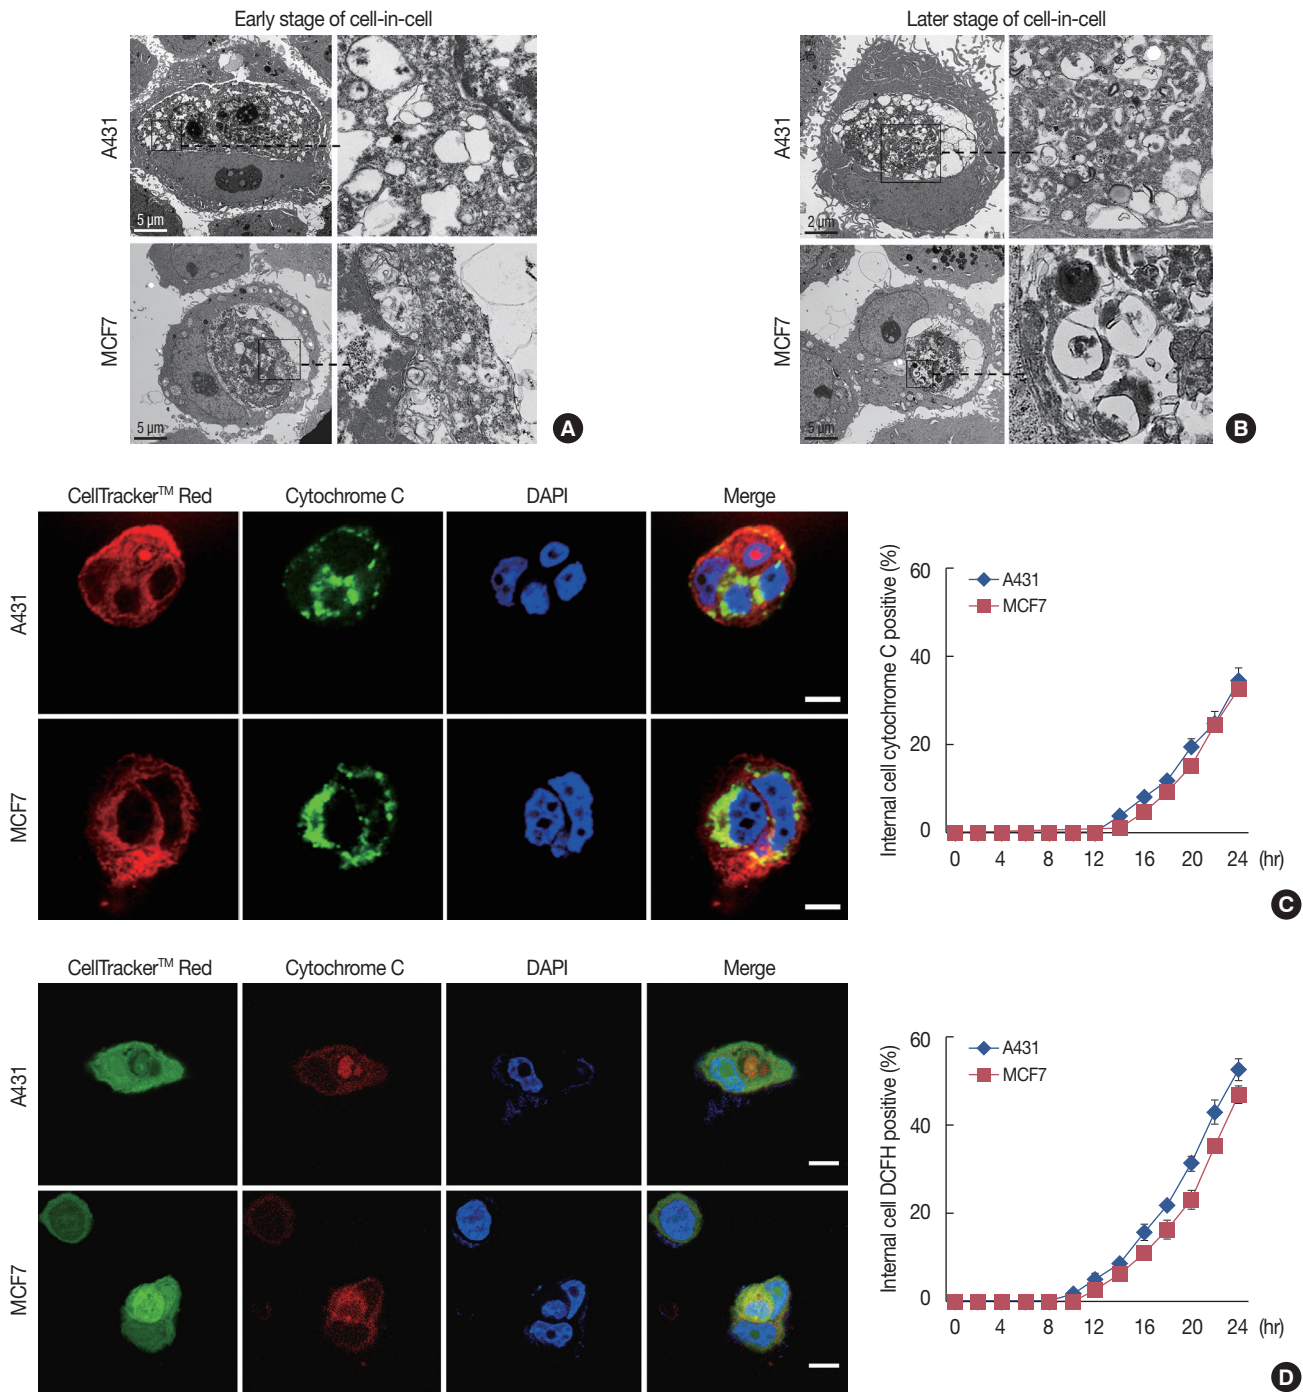 Early stage of cell-in-cell
Later stage of cell-in-cell
A431
5 µm
MCF7
5 µm
A
A431
2 µm
MCF7
5 µm
B
CellTracker™ Red
Cytochrome C
DAPI
Merge
A431
MCF7
Internal cell cytochrome C positive (%)
60
40
20
0
A431
MCF7
0 4 8 12 16 20 24 (hr)
C
CellTracker™ Red
Cytochrome C
DAPI
Merge
A431
MCF7
Internal cell DCFH positive (%)
60
40
20
0
A431
MCF7
0 4 8 12 16 20 24 (hr)
D